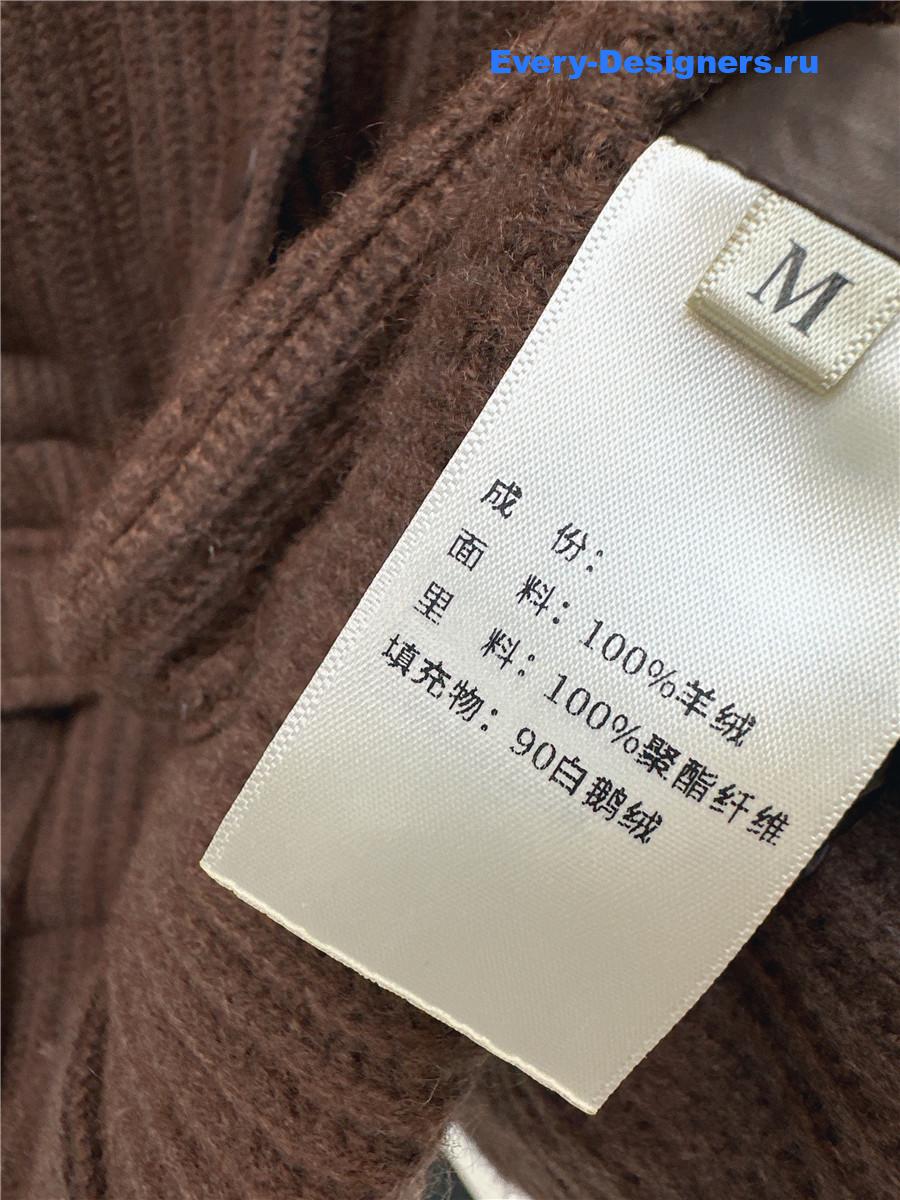 Every-Designers.ru
M
成 份：
面 料：100%羊绒
里 料：100%聚酯纤维
填充物：90白鹅绒